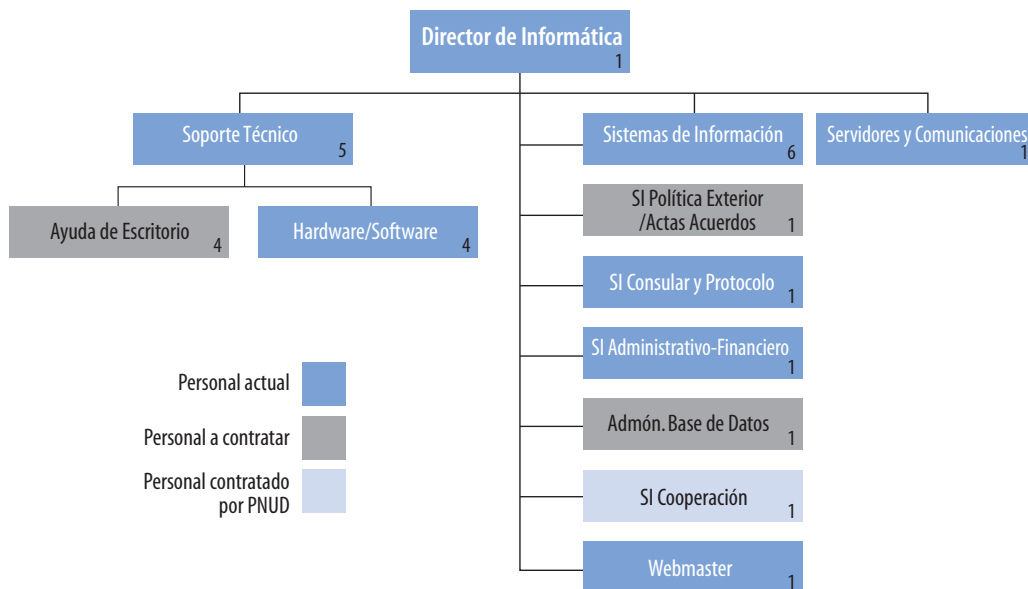 Director de Informática
1
Soporte Técnico
5
Sistemas de Información
6
Servidores y Comunicaciones
1
Ayuda de Escritorio
4
Hardware/Software
4
SI Política Exterior
/Actas Acuerdos
1
SI Consular y Protocolo
1
SI Administrativo-Financiero
1
Admón. Base de Datos
1
SI Cooperación
1
Webmaster
1
Personal actual
Personal a contratar
Personal contratado
por PNUD